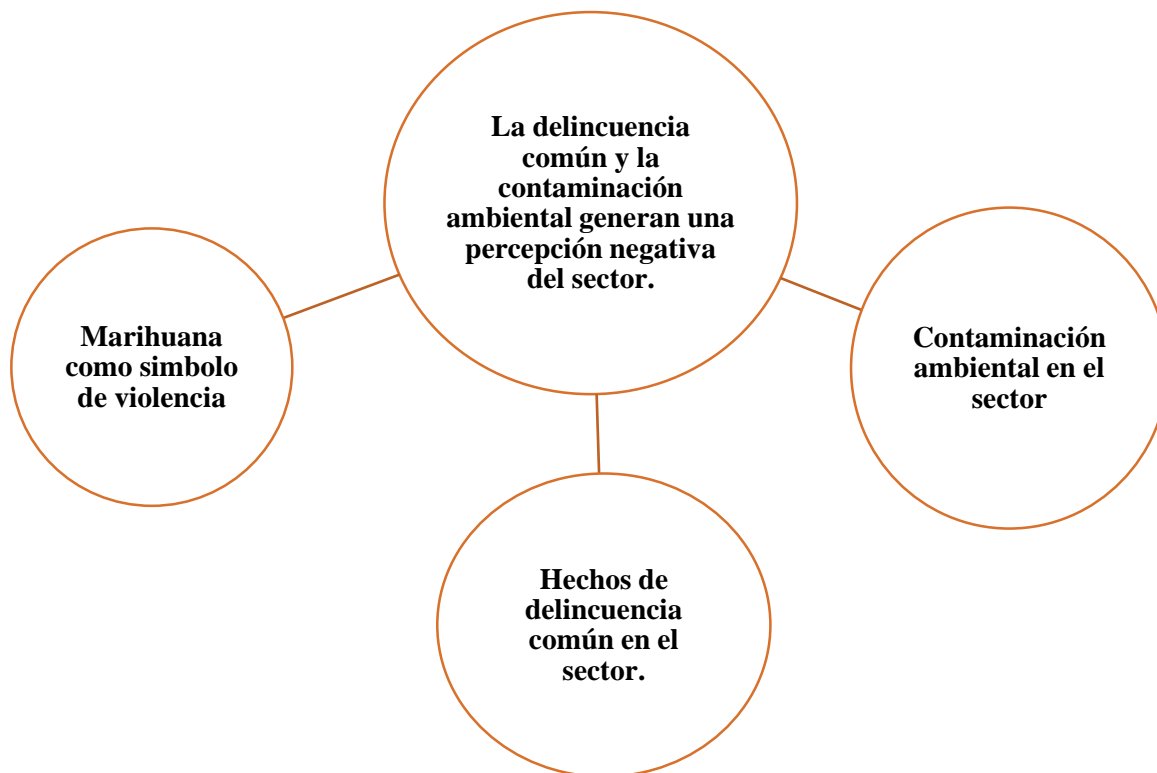 La delincuencia
común y la
contaminación
ambiental generan una
percepción negativa
del sector.
Marihuana
como simbolo
de violencia
Contaminación
ambiental en el
sector
Hechos de
delincuencia
común en el
sector.